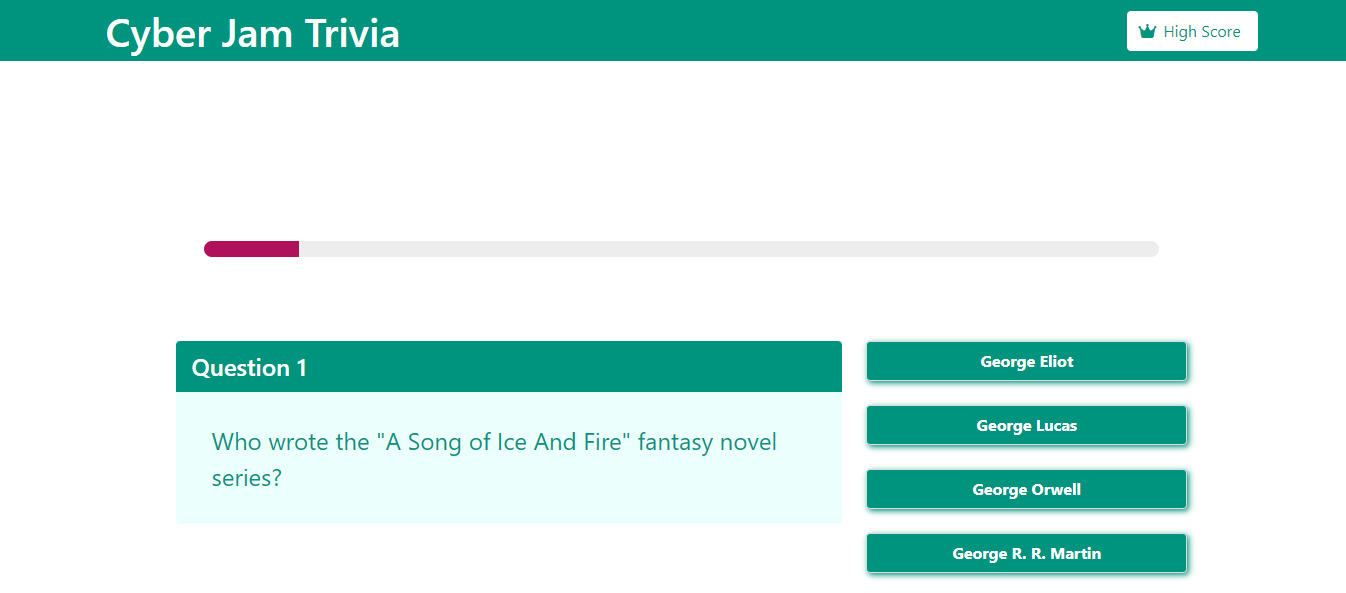 Cyber Jam Trivia
High Score
Question 1
Who wrote the "A Song of Ice And Fire" fantasy novel
series?
George Eliot
George Lucas
George Orwell
George R. R. Martin